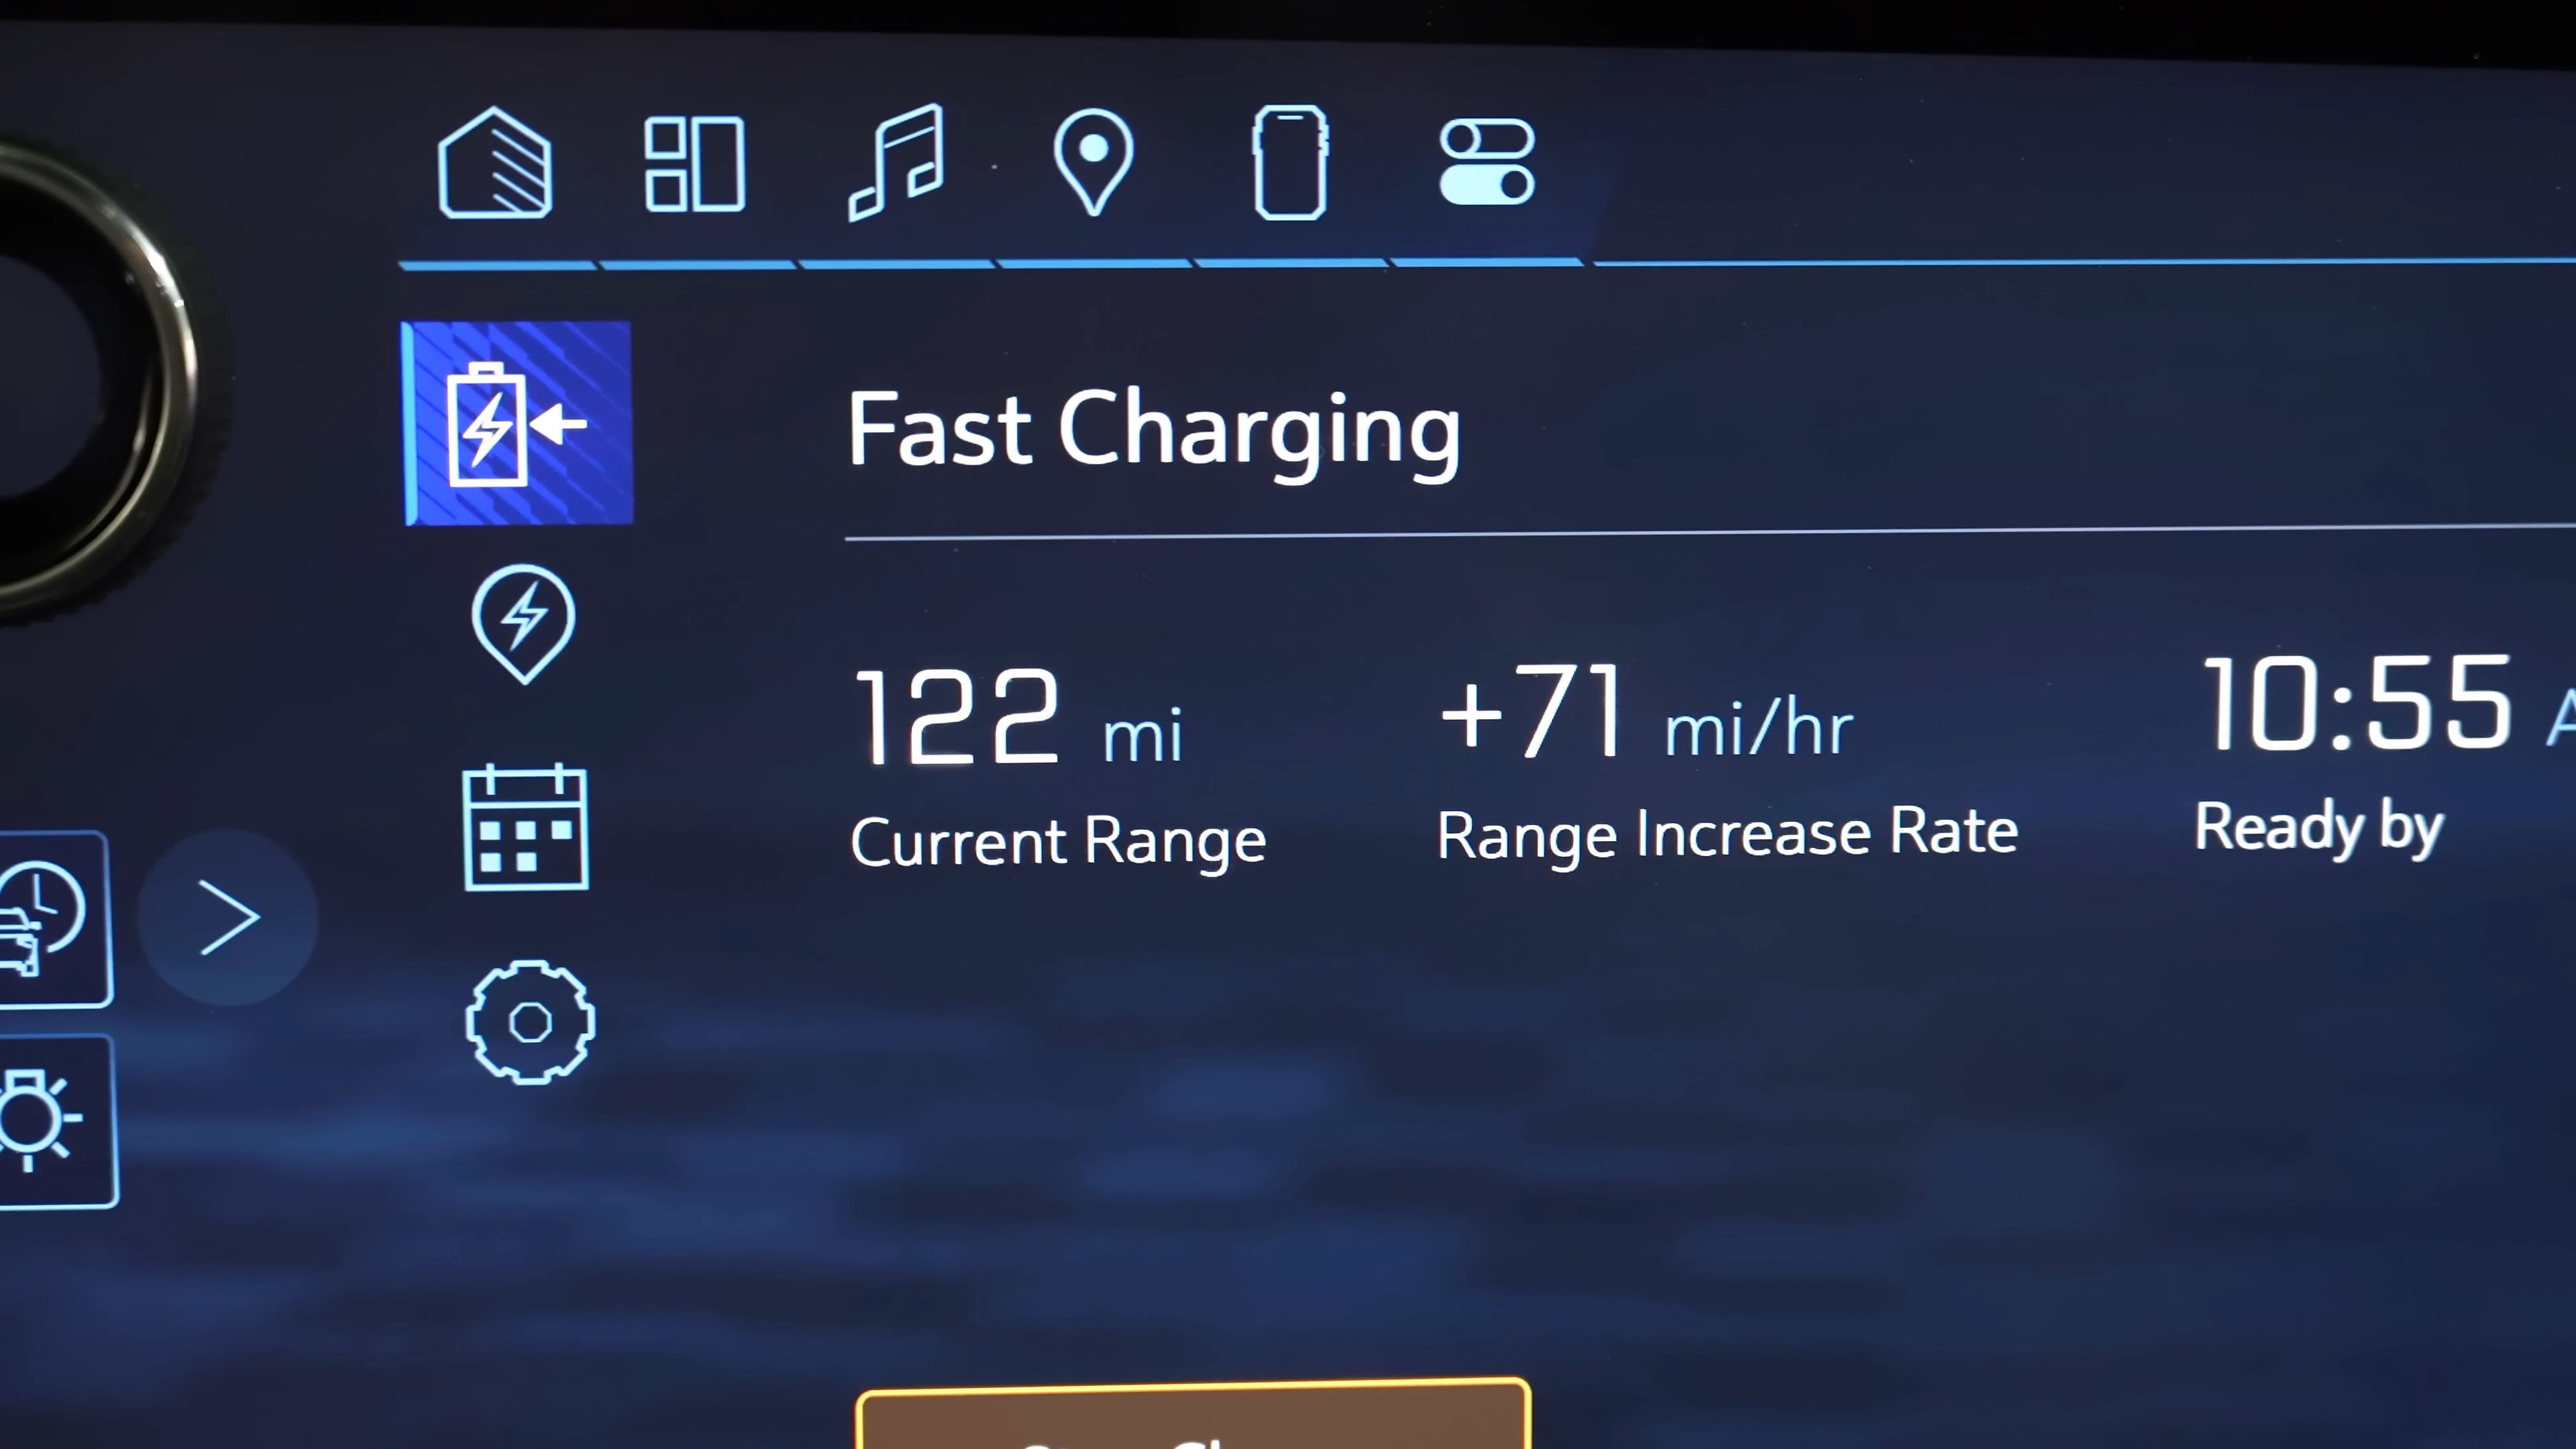 Fast Charging
122 mi
Current Range
+71 mi/hr
Range Increase Rate
10:55
Ready by